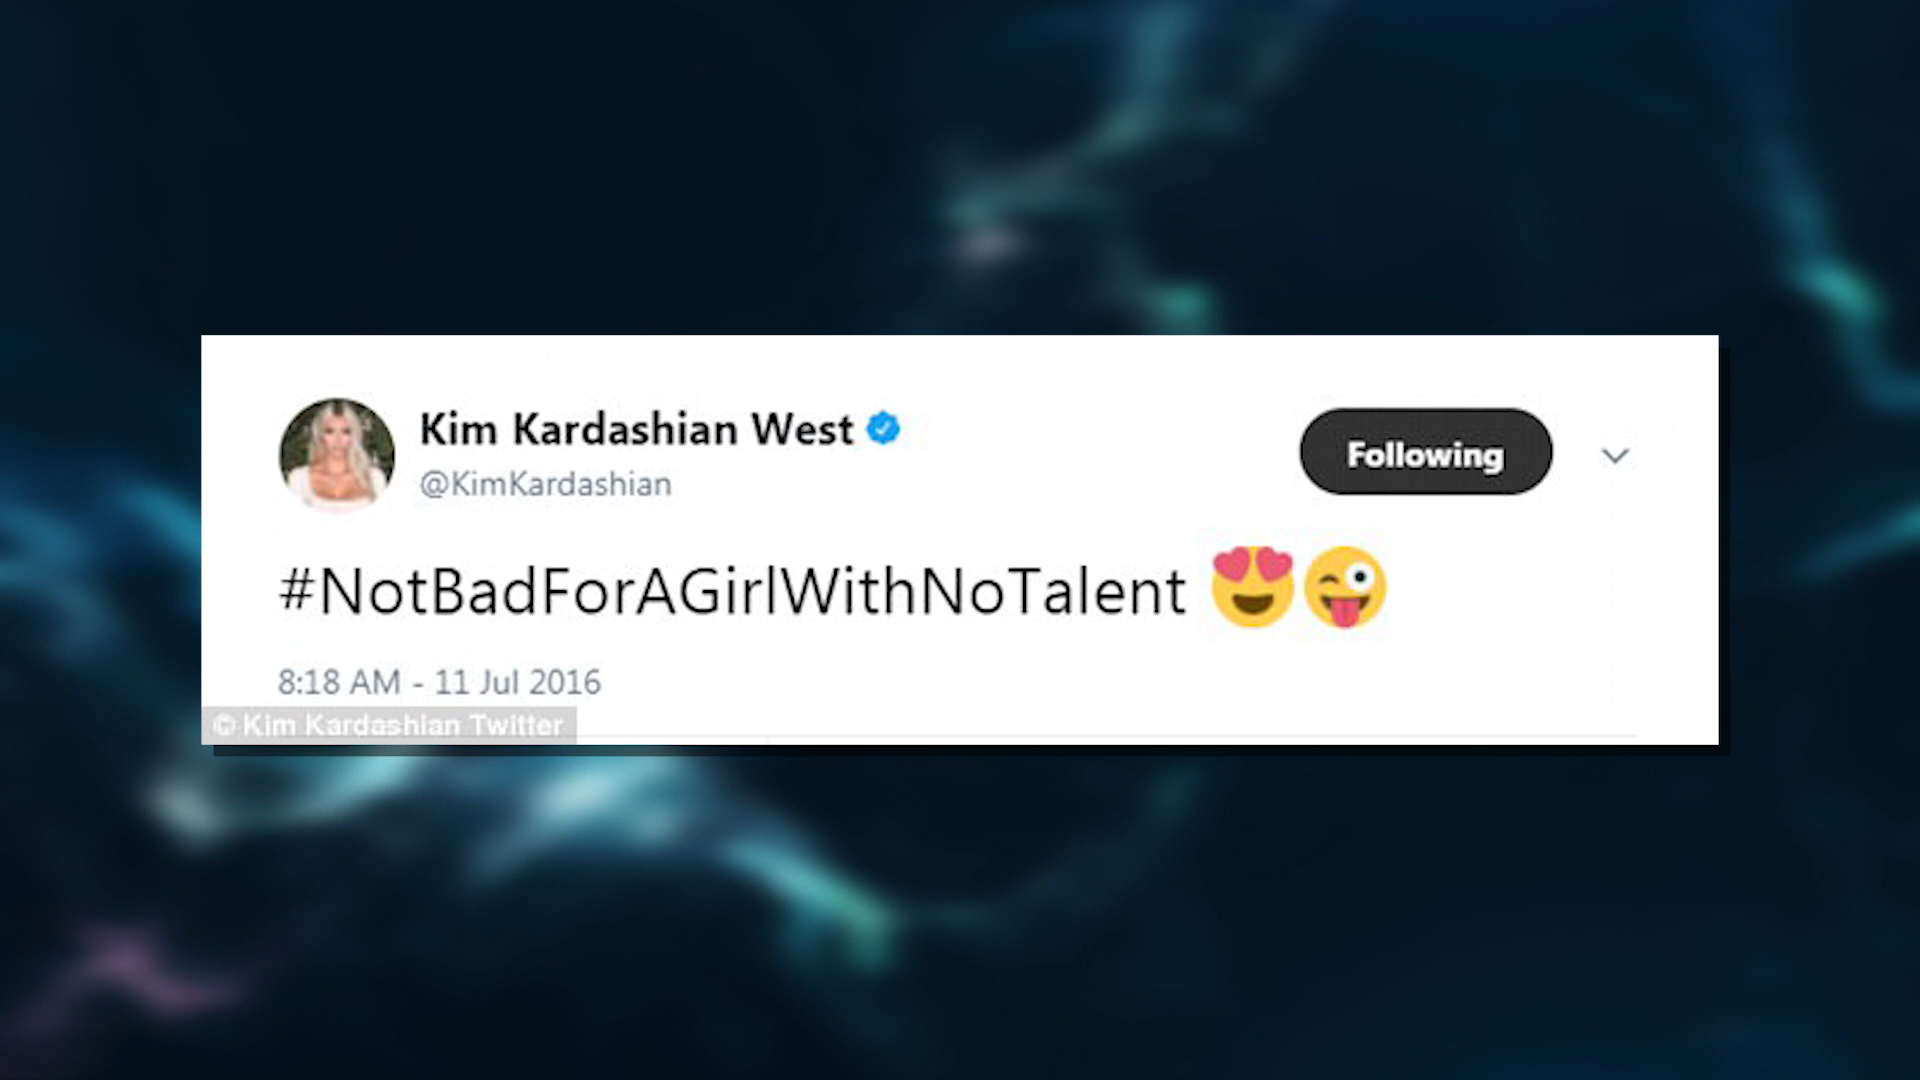 Kim Kardashian West
@KimKardashian
Following
#NotBadForAGirlWithNoTalent 😍😜
8:18 AM - 11 Jul 2016
© Kim Kardashian Twitter